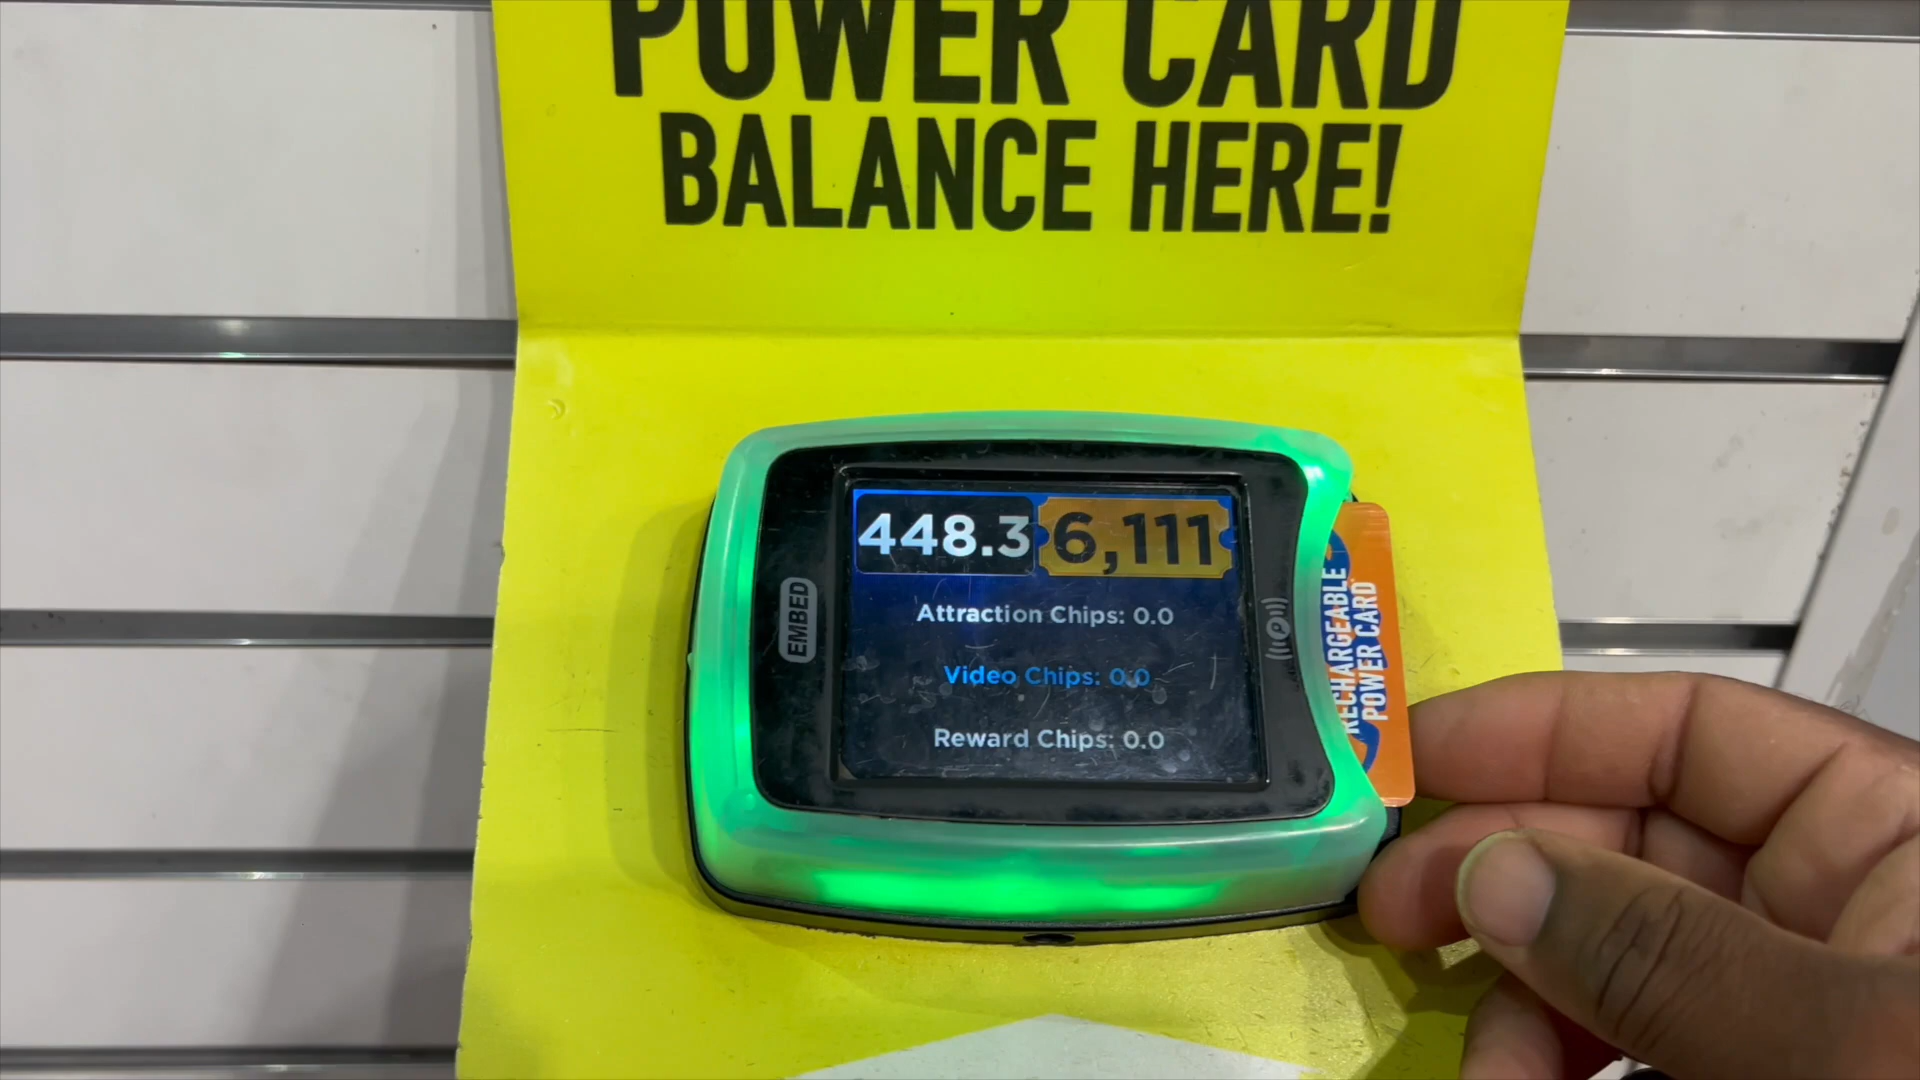 POWER CARD
BALANCE HERE!
448.3 6,111
Attraction Chips: 0.0
Video Chips: 0.0
Reward Chips: 0.0
EMBED
RECHARGEABLE
POWER CARD